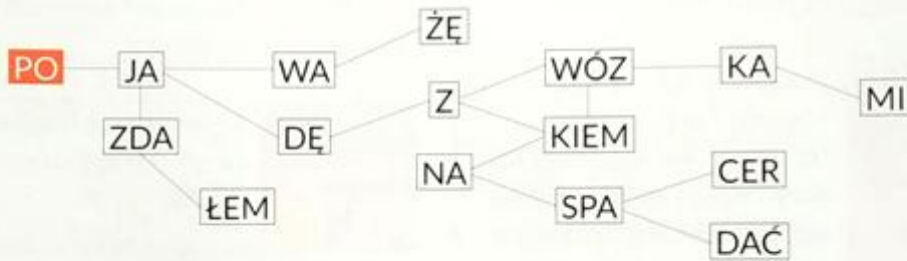 ŻĘ
PO JA WA WÓZ KA
Z MI
ZDA DĘ KIEM
NA CER
ŁEM SPA
DAĆ